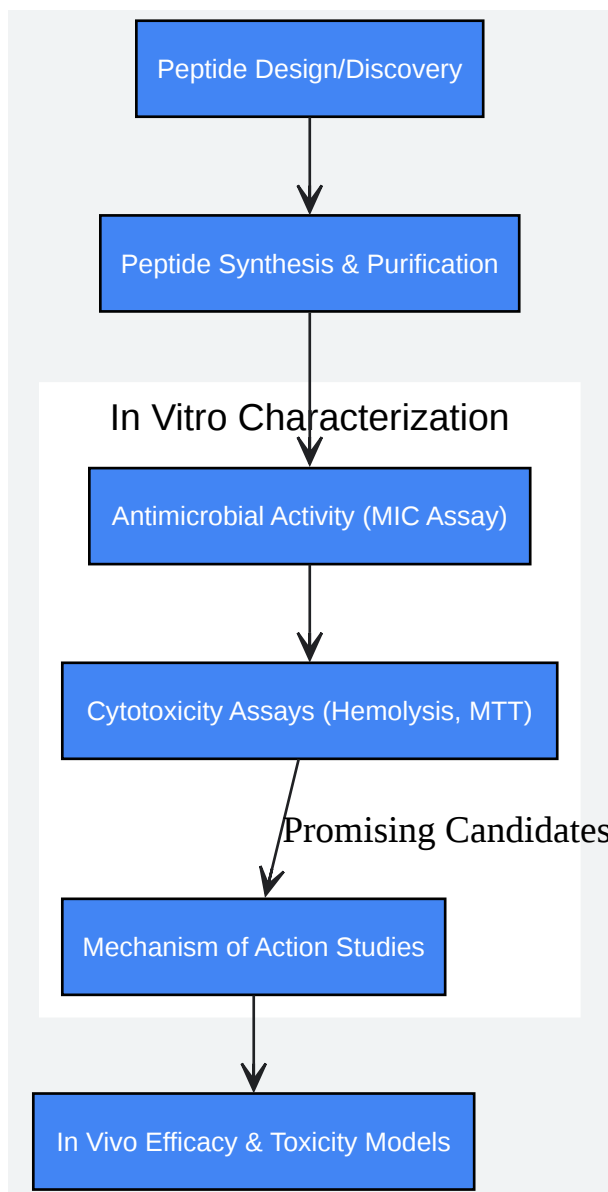 Peptide Design/Discovery
Peptide Synthesis & Purification
In Vitro Characterization
Antimicrobial Activity (MIC Assay)
Cytotoxicity Assays (Hemolysis, MTT)
Promising Candidates
Mechanism of Action Studies
In Vivo Efficacy & Toxicity Models